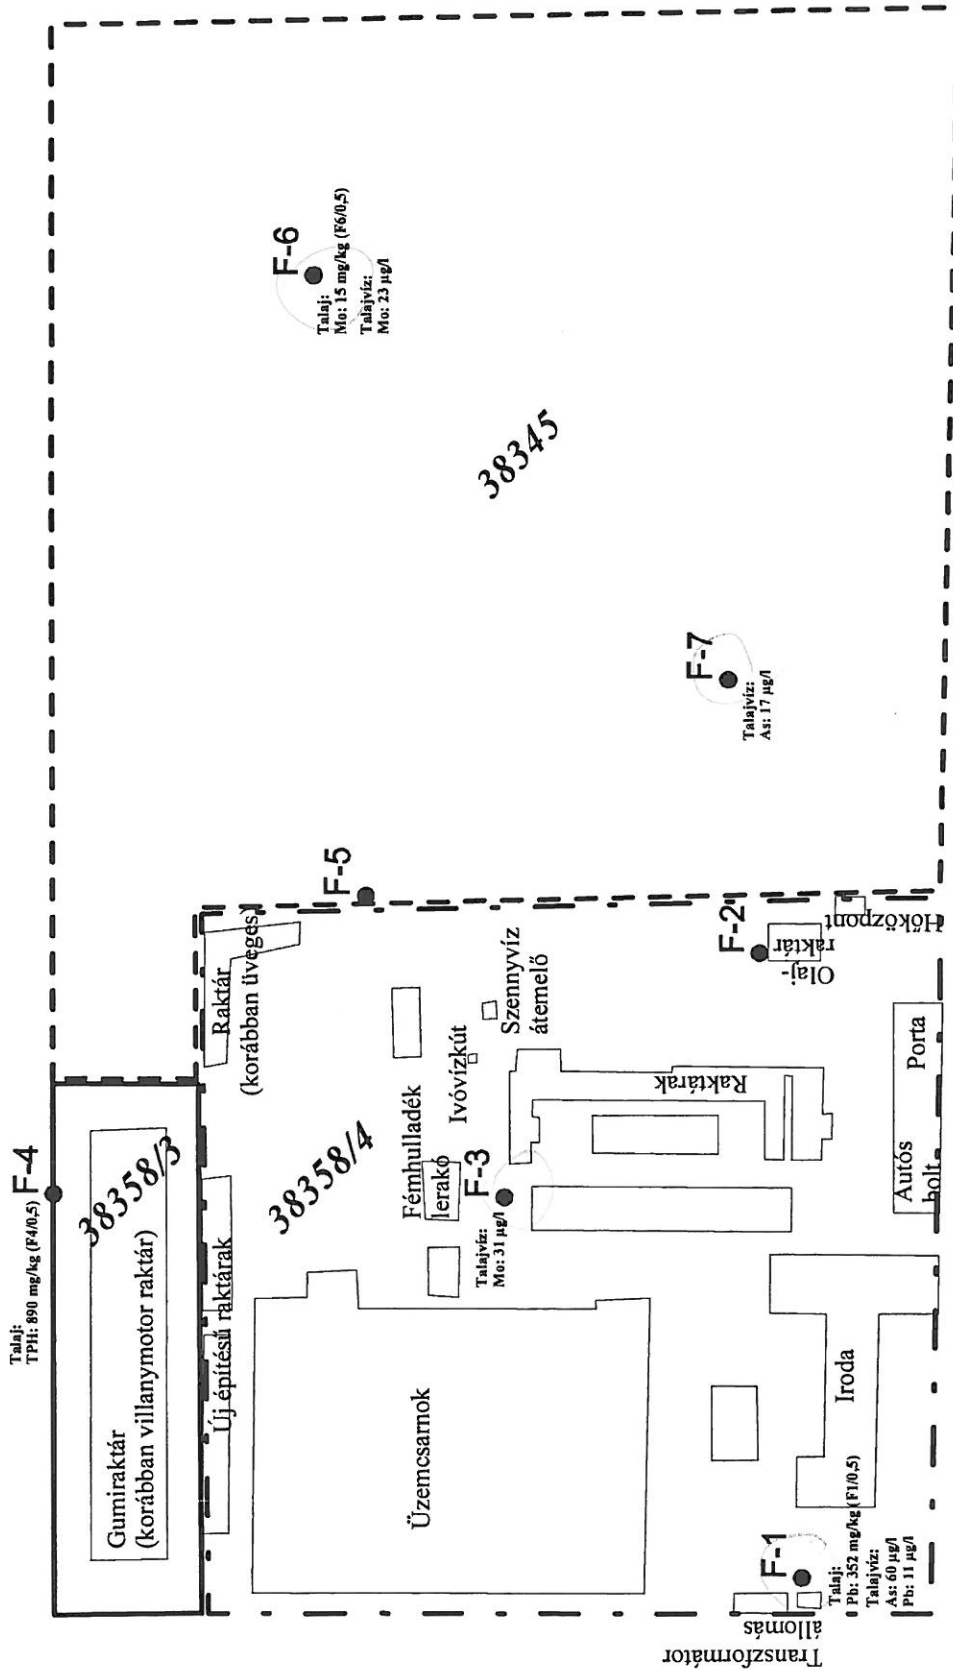 Talaj:
TPH: 890 mg/kg (F4/0,5)
F-4
38358/3
Gumiraktár
(korábban villanymotor raktár)
Új építésű raktárak
Raktár
(korábban üveges)
38358/4
F-5
F-6
Talaj:
Mo: 15 mg/kg (F6/0,5)
Talajvíz:
Mo: 23 µg/l
38345
F-7
Talajvíz:
As: 17 µg/l
Fémhulladék
lerakó
Ivóvízkút
Szennyvíz
átemelő
F-3
Talajvíz:
Mo: 31 µg/l
Üzemcsarnok
Raktárak
F-2
Olaj-
raktár
Hőközpont
Autós
bolt
Porta
Iroda
F-1
Talaj:
Pb: 352 mg/kg (F1/0,5)
Talajvíz:
As: 60 µg/l
Pb: 11 µg/l
Transzformátor
állomás